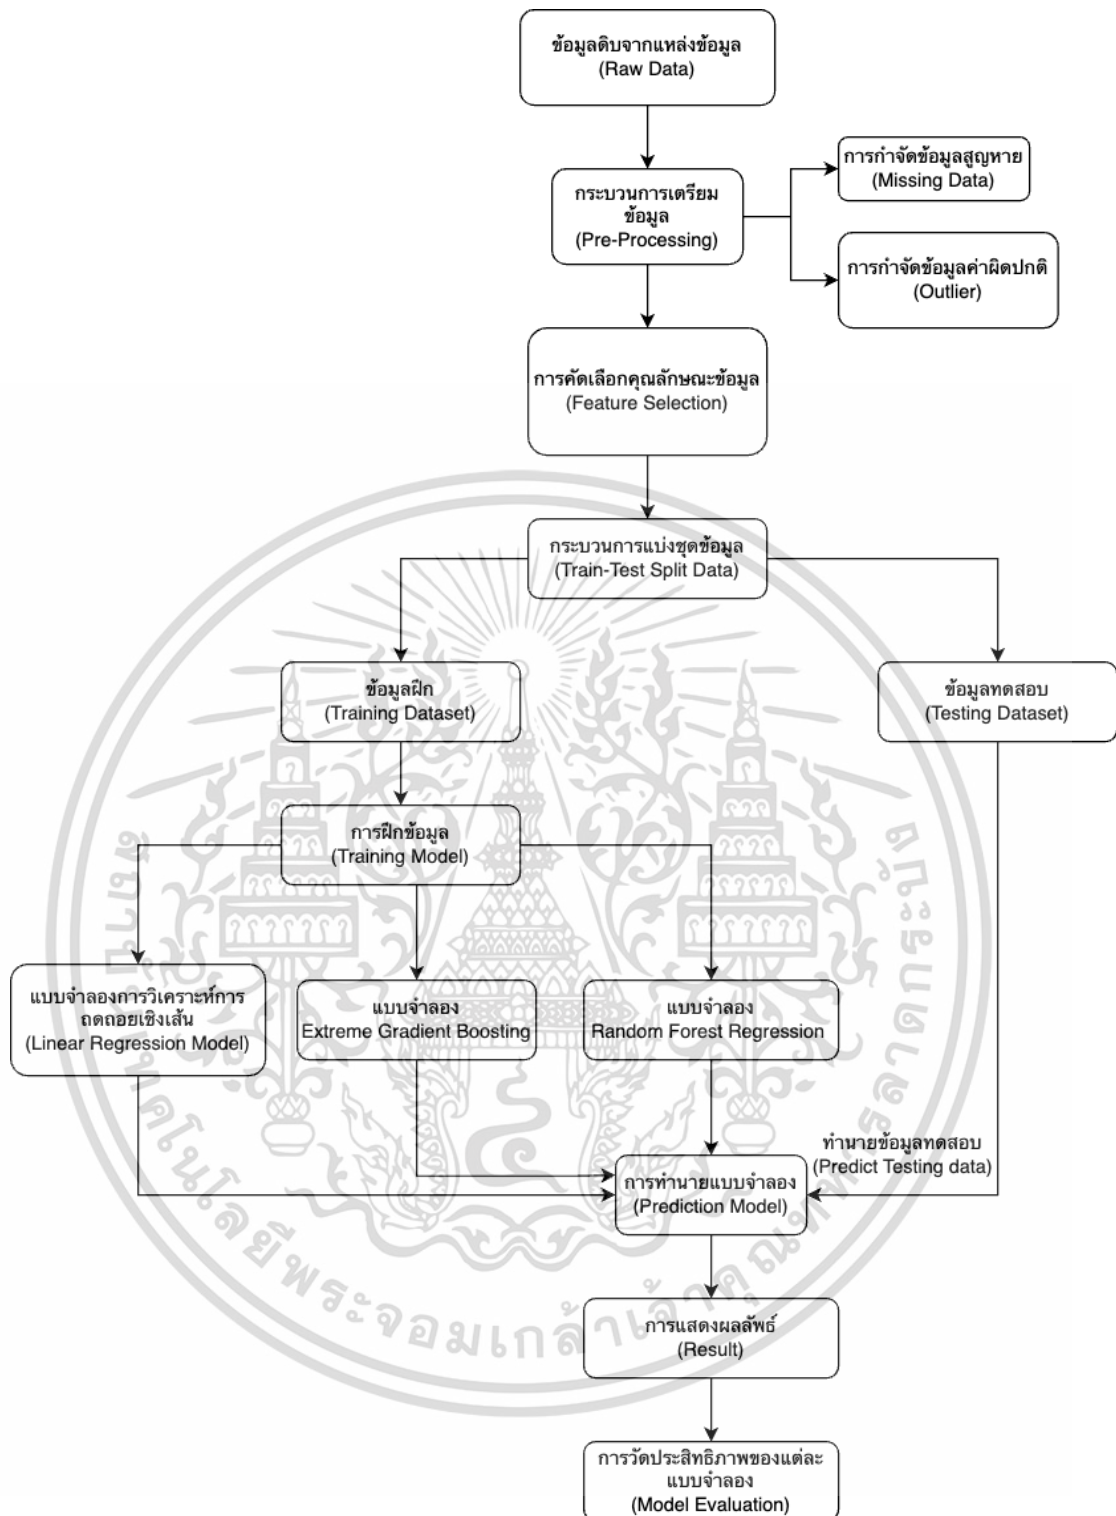 ข้อมูลดิบจากแหล่งข้อมูล
(Raw Data)
กระบวนการเตรียม
ข้อมูล
(Pre-Processing)
การกำจัดข้อมูลสูญหาย
(Missing Data)
การกำจัดข้อมูลค่าผิดปกติ
(Outlier)
การคัดเลือกคุณลักษณะข้อมูล
(Feature Selection)
กระบวนการแบ่งชุดข้อมูล
(Train-Test Split Data)
ข้อมูลฝึก
(Training Dataset)
ข้อมูลทดสอบ
(Testing Dataset)
การฝึกข้อมูล
(Training Model)
แบบจำลองการวิเคราะห์การ
ถดถอยเชิงเส้น
(Linear Regression Model)
แบบจำลอง
Extreme Gradient Boosting
แบบจำลอง
Random Forest Regression
ทำนายข้อมูลทดสอบ
(Predict Testing data)
การทำนายแบบจำลอง
(Prediction Model)
การแสดงผลลัพธ์
(Result)
การวัดประสิทธิภาพของแต่ละ
แบบจำลอง
(Model Evaluation)